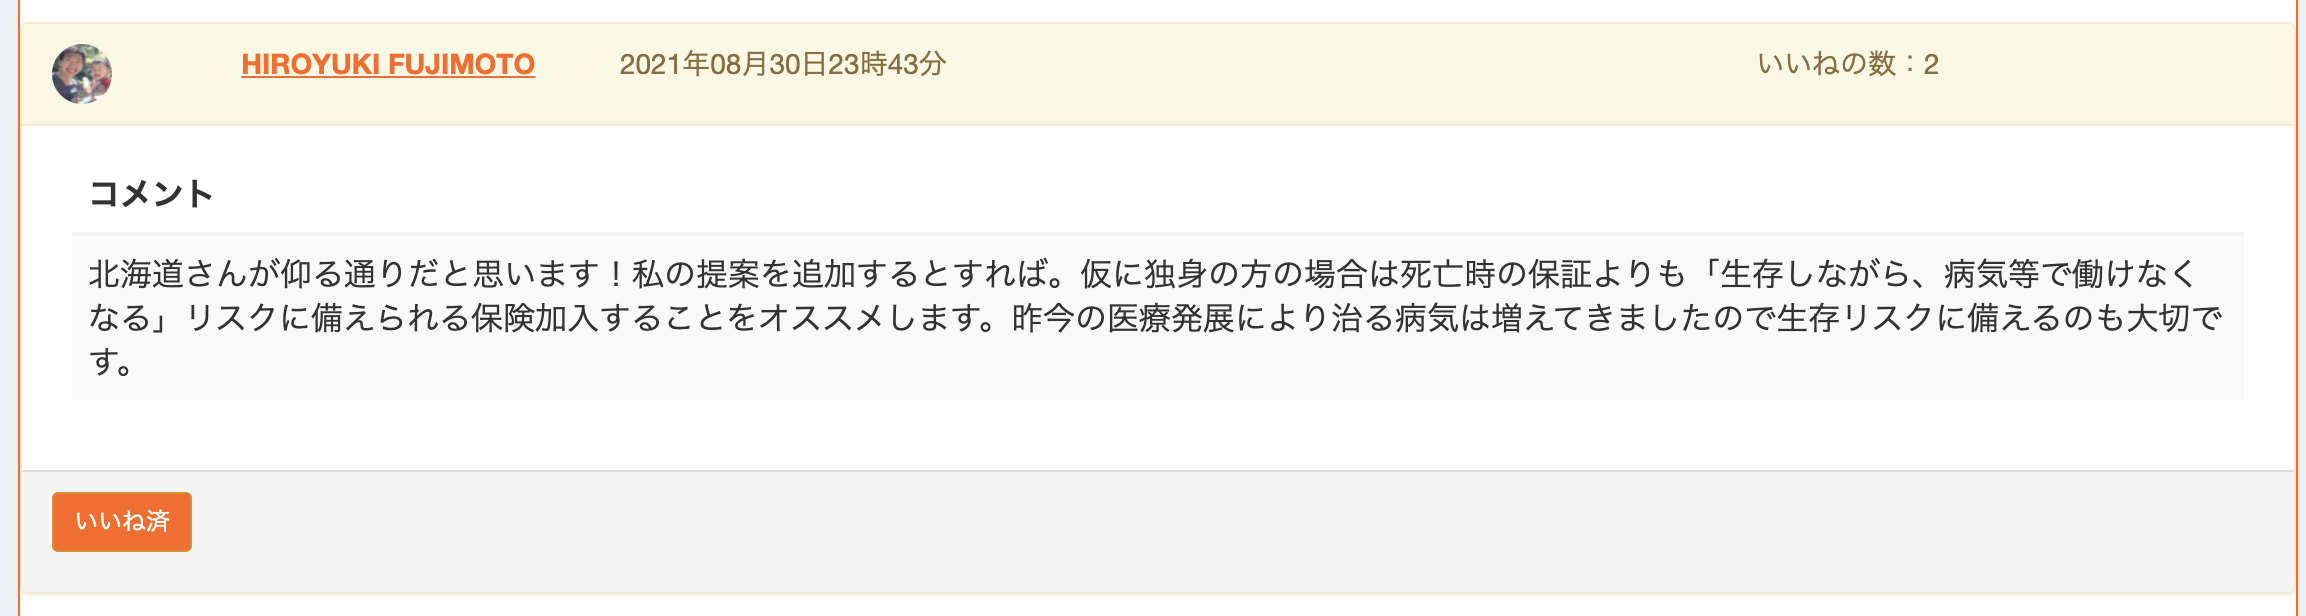 HIROYUKI FUJIMOTO 2021年08月30日23時43分 いいねの数：2
コメント
北海道さんが仰る通りだと思います！私の提案を追加するとすれば。仮に独身の方の場合は死亡時の保証よりも「生存しながら、病気等で働けなく
なる」リスクに備えられる保険加入することをオススメします。昨今の医療発展により治る病気は増えてきましたので生存リスクに備えるのも大切で
す。
いいね済